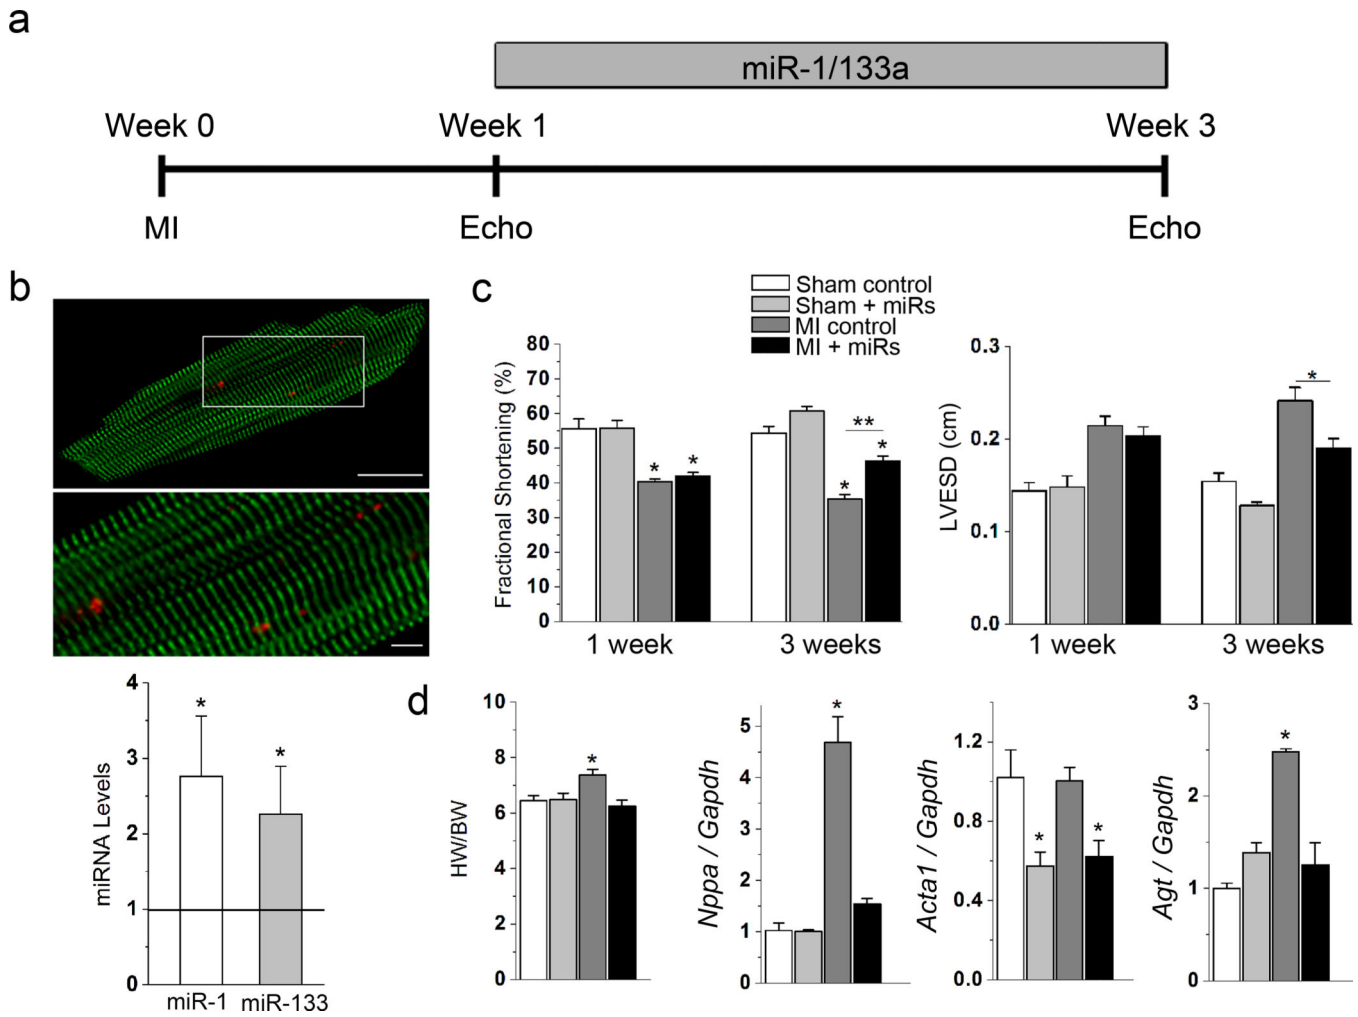 a
miR-1/133a
Week 0
Week 1
Week 3
MI
Echo
Echo
b
c
Sham control
Sham + miRs
MI control
MI + miRs
Fractional Shortening (%)
80
70
60
50
40
30
20
10
0
*
*
*
**
*
1 week
3 weeks
LVESD (cm)
0.3
0.2
0.1
0.0
*
1 week
3 weeks
miRNA Levels
4
3
2
1
0
*
*
miR-1
miR-133
d
HW/BW
10
8
6
4
2
0
*
Nppa / Gapdh
5
4
3
2
1
0
*
Acta1 / Gapdh
1.2
0.8
0.4
0.0
*
*
Agt / Gapdh
3
2
1
0
*